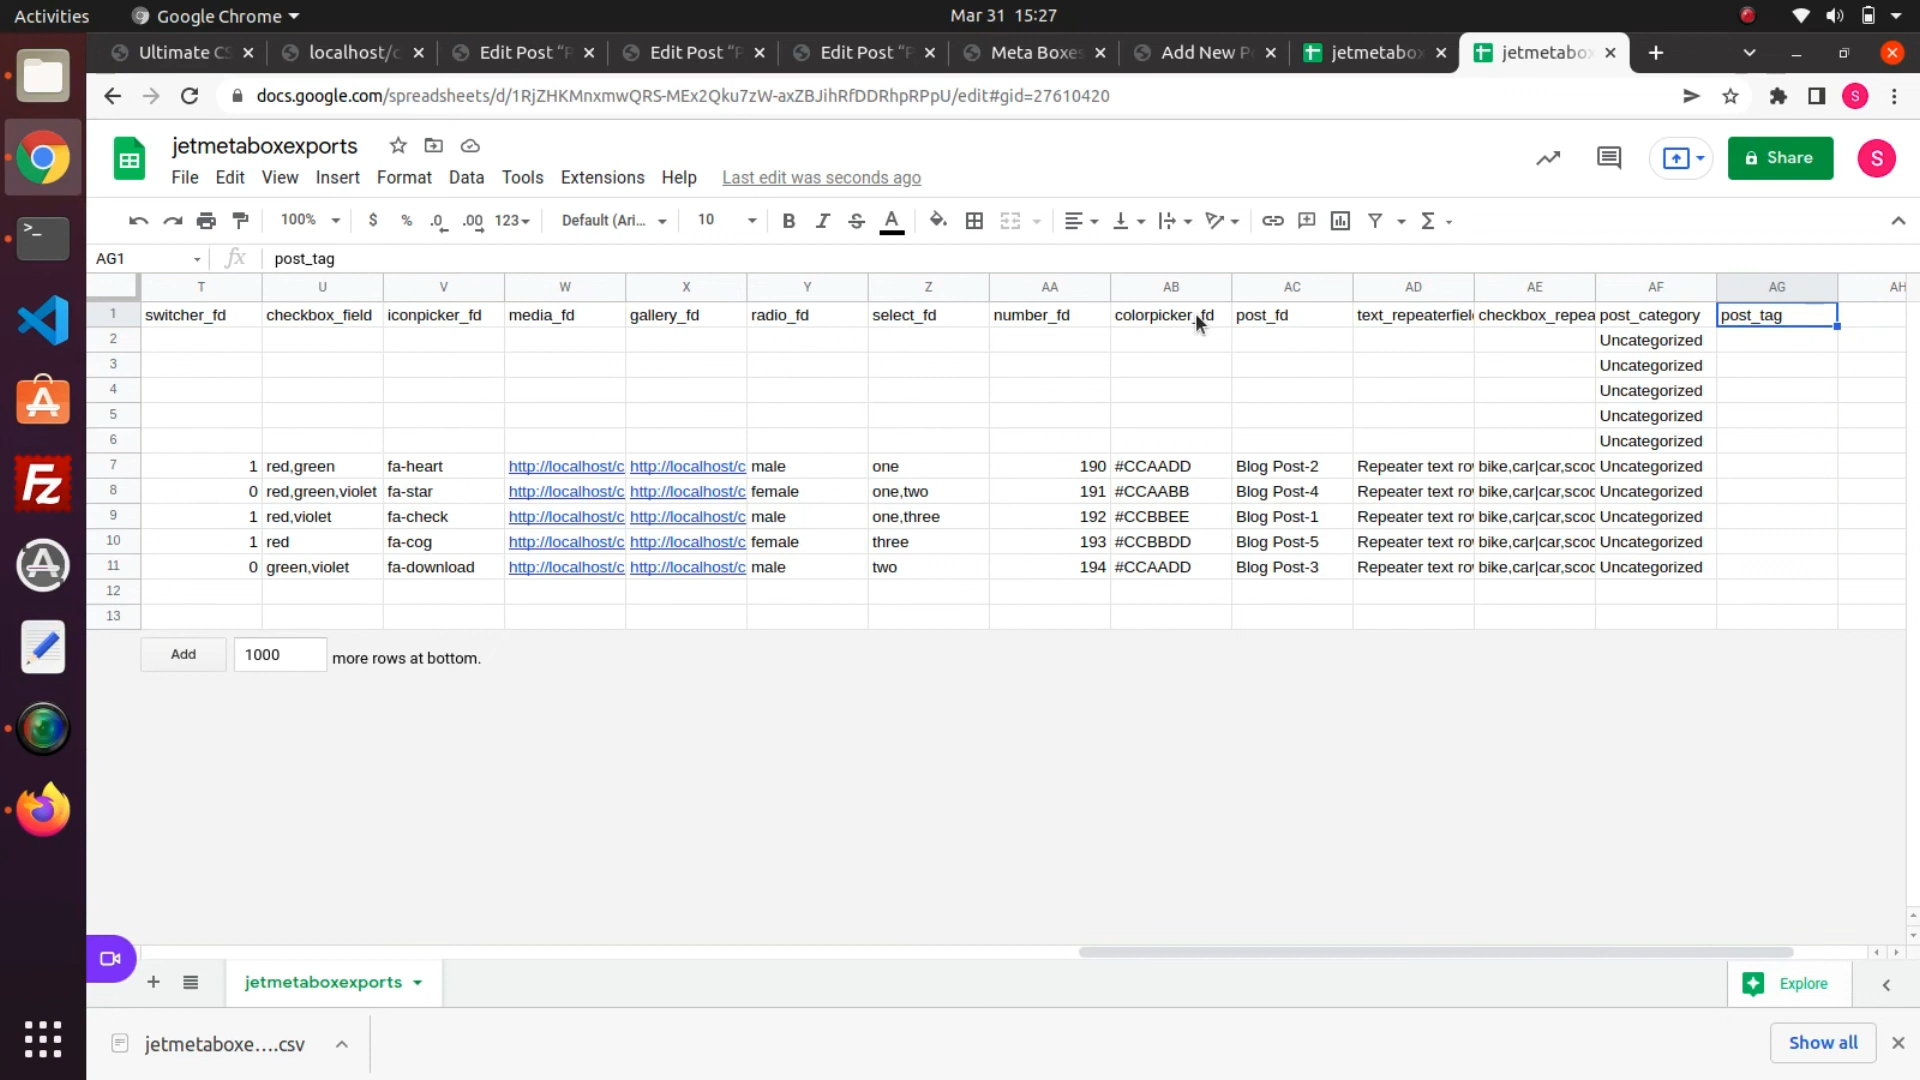 Activities Google Chrome Mar 31 15:27
Ultimate CS localhost/c Edit Post “P Edit Post “P Edit Post “P Meta Boxes Add New Po jetmetabox jetmetabox
docs.google.com/spreadsheets/d/1RjZHKMnxmwQRS-MEx2Qku7zW-axZBJihRfDDRhpRPpU/edit#gid=27610420 S
jetmetaboxexports
File Edit View Insert Format Data Tools Extensions Help Last edit was seconds ago Share S
100% $ % .0 .00 123 Default (Ari... 10 B I S A
AG1 fx post_tag
T U V W X Y Z AA AB AC AD AE AF AG AH
1 switcher_fd checkbox_field iconpicker_fd media_fd gallery_fd radio_fd select_fd number_fd colorpicker_fd post_fd text_repeaterfiel checkbox_repea post_category post_tag
2 Uncategorized
3 Uncategorized
4 Uncategorized
5 Uncategorized
6 Uncategorized
7 1 red,green fa-heart http://localhost/c http://localhost/c male one 190 #CCAADD Blog Post-2 Repeater text ro bike,car|car,scoo Uncategorized
8 0 red,green,violet fa-star http://localhost/c http://localhost/c female one,two 191 #CCAABB Blog Post-4 Repeater text ro bike,car|car,scoo Uncategorized
9 1 red,violet fa-check http://localhost/c http://localhost/c male one,three 192 #CCBBEE Blog Post-1 Repeater text ro bike,car|car,scoo Uncategorized
10 1 red fa-cog http://localhost/c http://localhost/c female three 193 #CCBBDD Blog Post-5 Repeater text ro bike,car|car,scoo Uncategorized
11 0 green,violet fa-download http://localhost/c http://localhost/c male two 194 #CCAADD Blog Post-3 Repeater text ro bike,car|car,scoo Uncategorized
12
13
Add 1000 more rows at bottom.
jetmetaboxexports Explore
jetmetaboxe....csv Show all